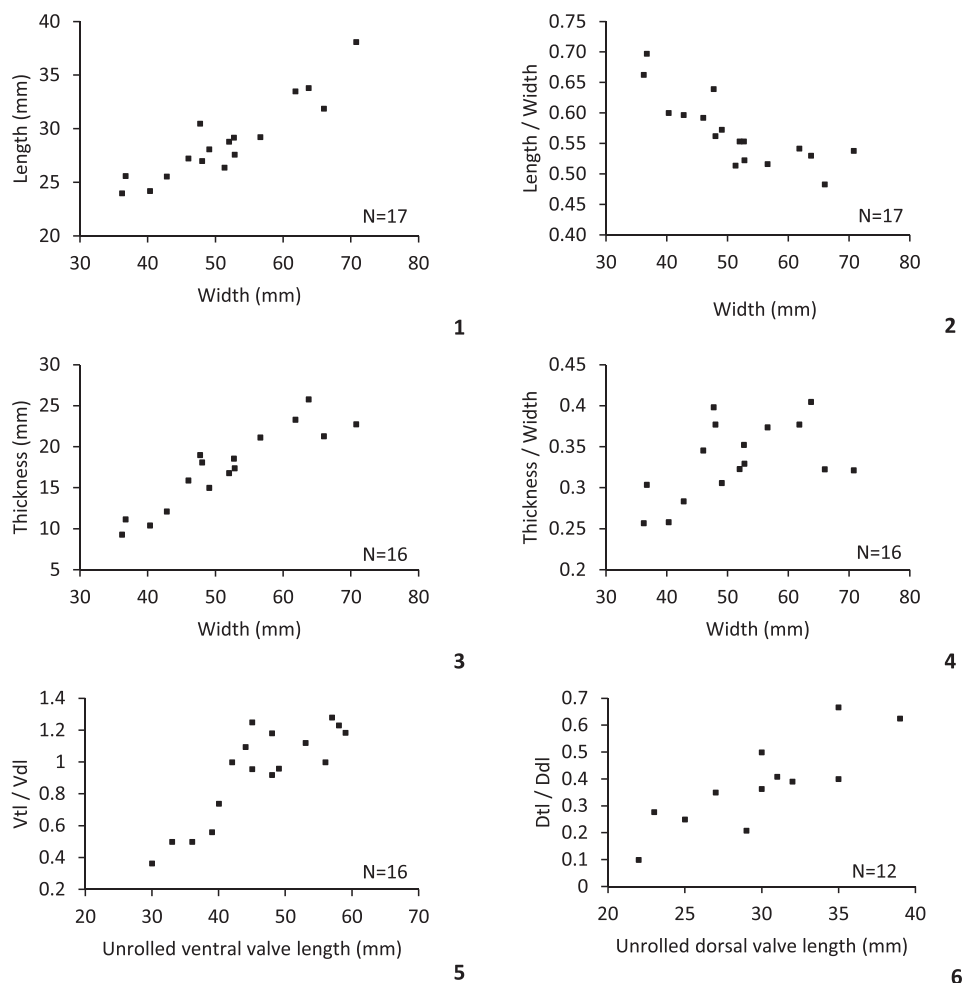 40
35
30
25
20
Length (mm)
30 40 50 60 70 80
Width (mm)
N=17
1
0.75
0.70
0.65
0.60
0.55
0.50
0.45
0.40
Length / Width
30 40 50 60 70 80
Width (mm)
N=17
2
30
25
20
15
10
5
Thickness (mm)
30 40 50 60 70 80
Width (mm)
N=16
3
0.45
0.4
0.35
0.3
0.25
0.2
Thickness / Width
30 40 50 60 70 80
Width (mm)
N=16
4
1.4
1.2
1
0.8
0.6
0.4
0.2
Vtl / Vdl
20 30 40 50 60 70
Unrolled ventral valve length (mm)
N=16
5
0.7
0.6
0.5
0.4
0.3
0.2
0.1
0
Dtl / Ddl
20 25 30 35 40
Unrolled dorsal valve length (mm)
N=12
6